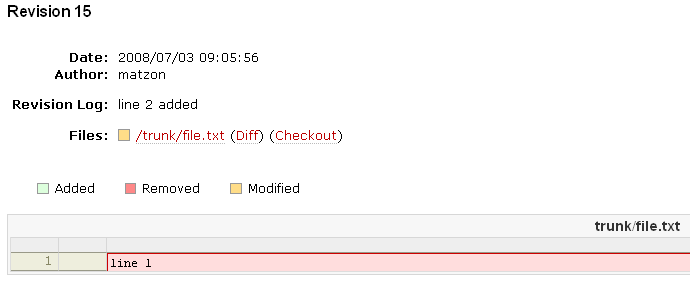 Revision 15
Date: 2008/07/03 09:05:56
Author: matzon
Revision Log: line 2 added
Files: /trunk/file.txt (Diff) (Checkout)
Added Removed Modified
trunk/file.txt
1 line 1